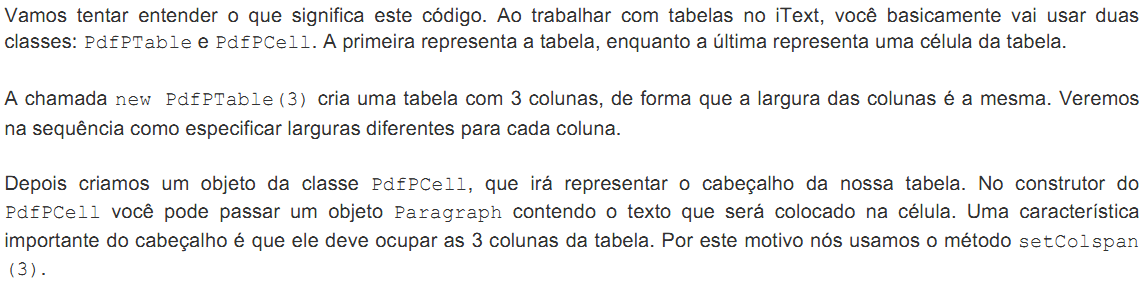 Vamos tentar entender o que significa este código. Ao trabalhar com tabelas no iText, você basicamente vai usar duas
classes: PdfPTable e PdfPCell. A primeira representa a tabela, enquanto a última representa uma célula da tabela.
A chamada new PdfPTable(3) cria uma tabela com 3 colunas, de forma que a largura das colunas é a mesma. Veremos
na sequência como especificar larguras diferentes para cada coluna.
Depois criamos um objeto da classe PdfPCell, que irá representar o cabeçalho da nossa tabela. No construtor do
PdfPCell você pode passar um objeto Paragraph contendo o texto que será colocado na célula. Uma característica
importante do cabeçalho é que ele deve ocupar as 3 colunas da tabela. Por este motivo nós usamos o método setColspan
(3).